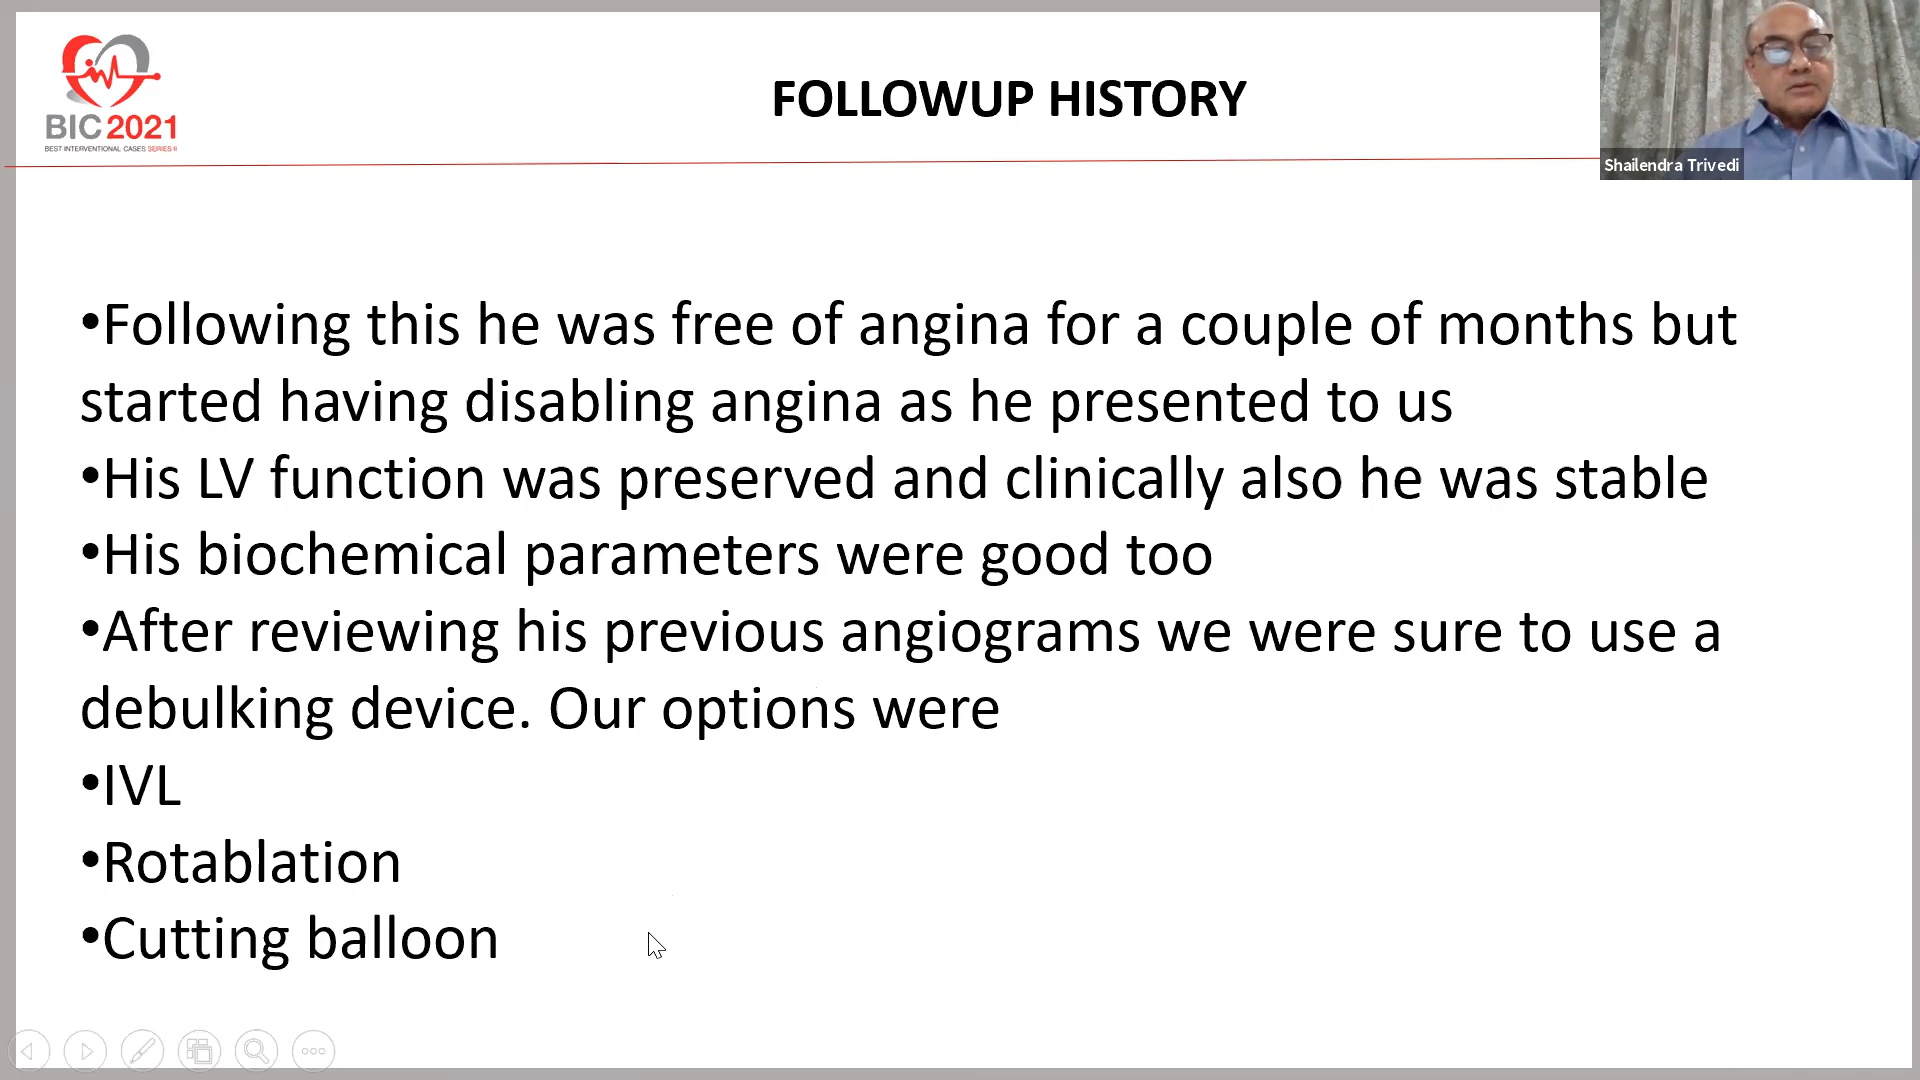 FOLLOWUP HISTORY
BIC 2021
BEST INTERVENTIONAL CASES SERIES II
Shailendra Trivedi
•Following this he was free of angina for a couple of months but
started having disabling angina as he presented to us
•His LV function was preserved and clinically also he was stable
•His biochemical parameters were good too
•After reviewing his previous angiograms we were sure to use a
debulking device. Our options were
•IVL
•Rotablation
•Cutting balloon